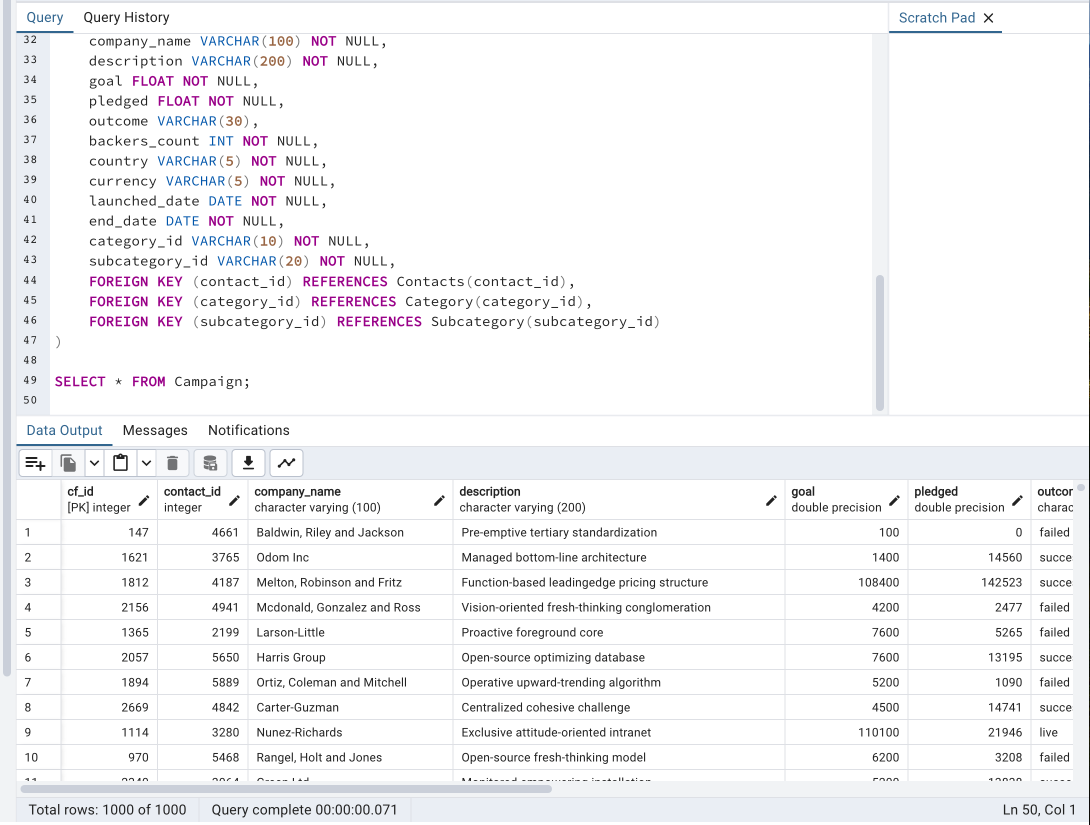 Query Query History Scratch Pad
32 company_name VARCHAR(100) NOT NULL,
33 description VARCHAR(200) NOT NULL,
34 goal FLOAT NOT NULL,
35 pledged FLOAT NOT NULL,
36 outcome VARCHAR(30),
37 backers_count INT NOT NULL,
38 country VARCHAR(5) NOT NULL,
39 currency VARCHAR(5) NOT NULL,
40 launched_date DATE NOT NULL,
41 end_date DATE NOT NULL,
42 category_id VARCHAR(10) NOT NULL,
43 subcategory_id VARCHAR(20) NOT NULL,
44 FOREIGN KEY (contact_id) REFERENCES Contacts(contact_id),
45 FOREIGN KEY (category_id) REFERENCES Category(category_id),
46 FOREIGN KEY (subcategory_id) REFERENCES Subcategory(subcategory_id)
47 )
48
49 SELECT * FROM Campaign;
50
Data Output Messages Notifications
cf_id contact_id company_name description goal pledged outcor
[PK] integer integer character varying (100) character varying (200) double precision double precision charac
1 147 4661 Baldwin, Riley and Jackson Pre-emptive tertiary standardization 100 0 failed
2 1621 3765 Odom Inc Managed bottom-line architecture 1400 14560 succe
3 1812 4187 Melton, Robinson and Fritz Function-based leadingedge pricing structure 108400 142523 succe
4 2156 4941 Mcdonald, Gonzalez and Ross Vision-oriented fresh-thinking conglomeration 4200 2477 failed
5 1365 2199 Larson-Little Proactive foreground core 7600 5265 failed
6 2057 5650 Harris Group Open-source optimizing database 7600 13195 succe
7 1894 5889 Ortiz, Coleman and Mitchell Operative upward-trending algorithm 5200 1090 failed
8 2669 4842 Carter-Guzman Centralized cohesive challenge 4500 14741 succe
9 1114 3280 Nunez-Richards Exclusive attitude-oriented intranet 110100 21946 live
10 970 5468 Rangel, Holt and Jones Open-source fresh-thinking model 6200 3208 failed
Total rows: 1000 of 1000 Query complete 00:00:00.071 Ln 50, Col 1